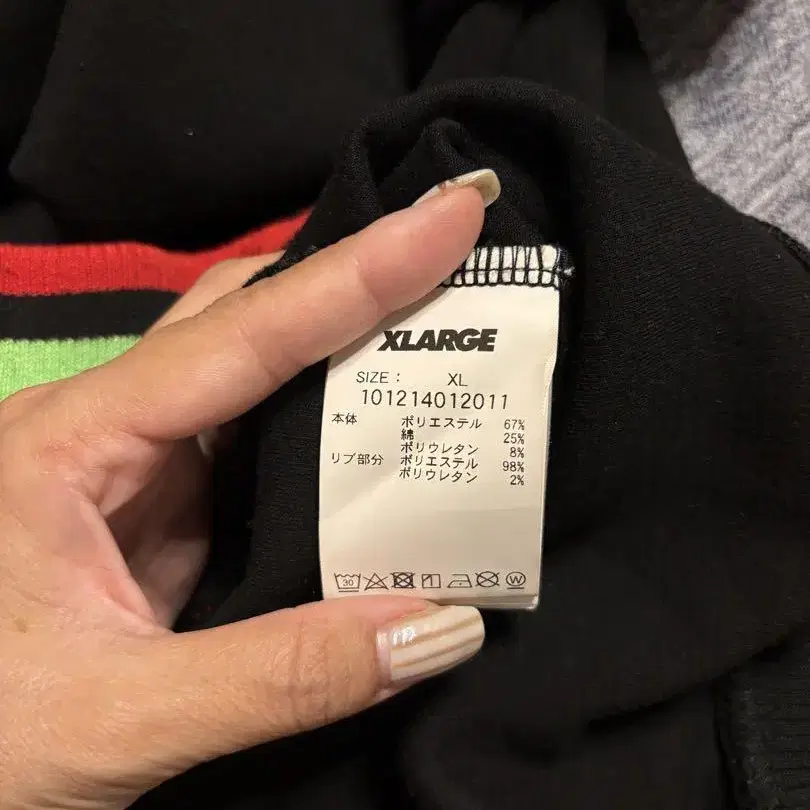 XLARGE
SIZE : XL
101214012011
本体 ポリエステル 67%
綿 25%
ポリウレタン 8%
リブ部分 ポリエステル 98%
ポリウレタン 2%
30 W